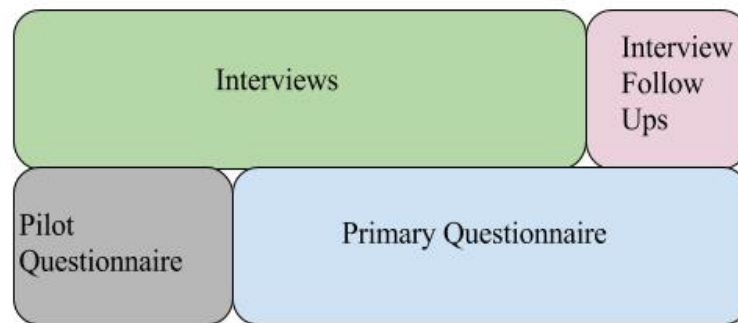 Interviews
Interview
Follow
Ups
Pilot
Questionnaire
Primary Questionnaire